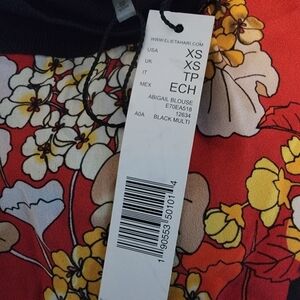 WWW.ELIETAHARI.COM
USA XS
UK XS
IT TP
MEX ECH
ABIGAIL BLOUSE
E70EA518
12634
A0A BLACK MULTI
1 90553 50101 4